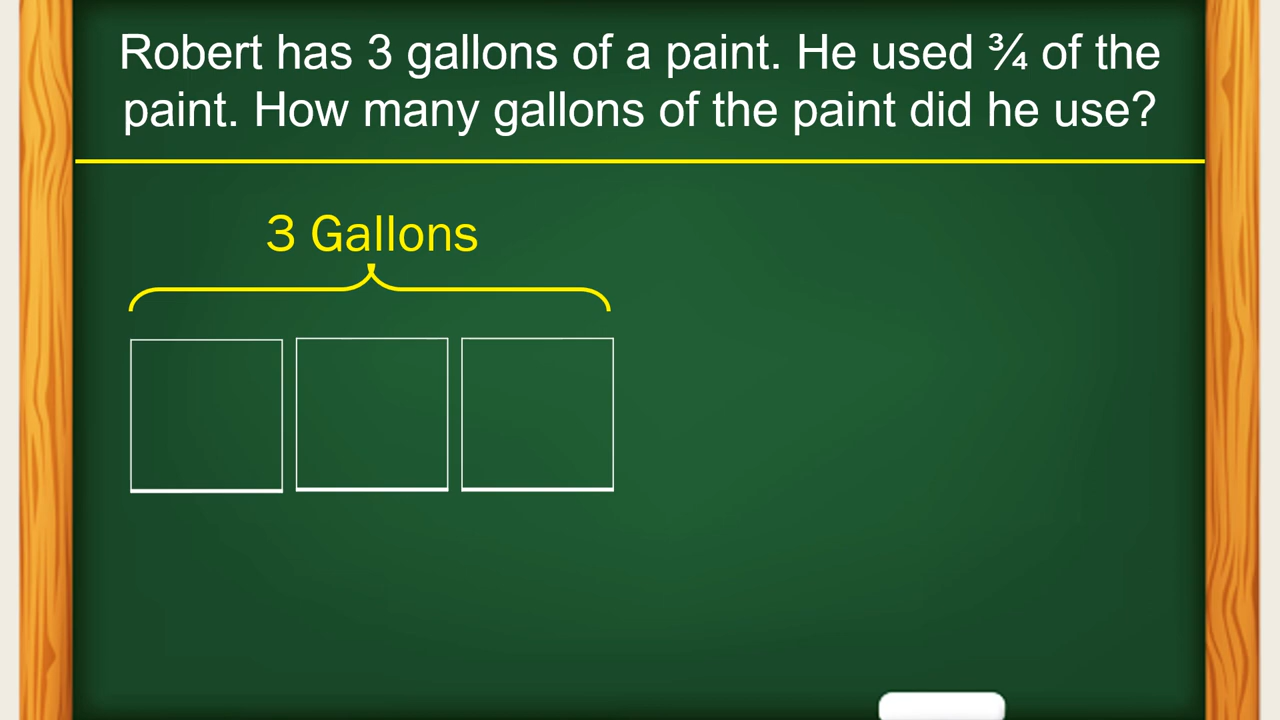 Robert has 3 gallons of a paint. He used ¾ of the
paint. How many gallons of the paint did he use?
3 Gallons